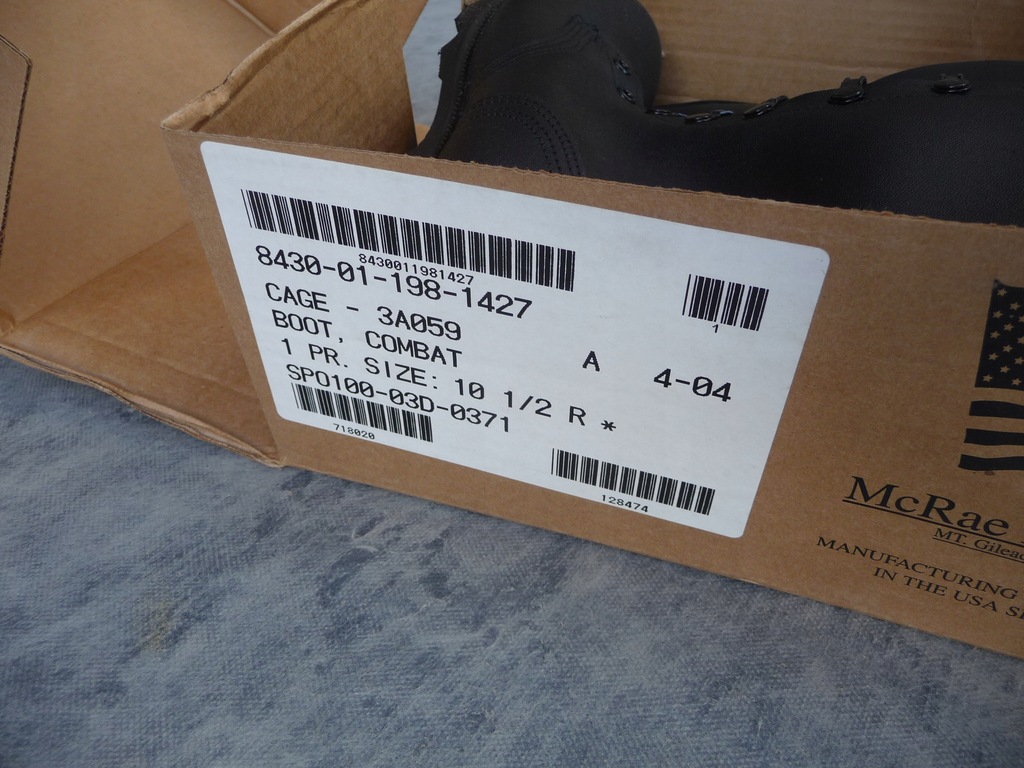 8430011981427
8430-01-198-1427
1
CAGE - 3A059
BOOT, COMBAT
A 4-04
1 PR. SIZE: 10 1/2 R *
SPO100-03D-0371
718020
128474
McRae
MT. Gilead
MANUFACTURING
IN THE USA